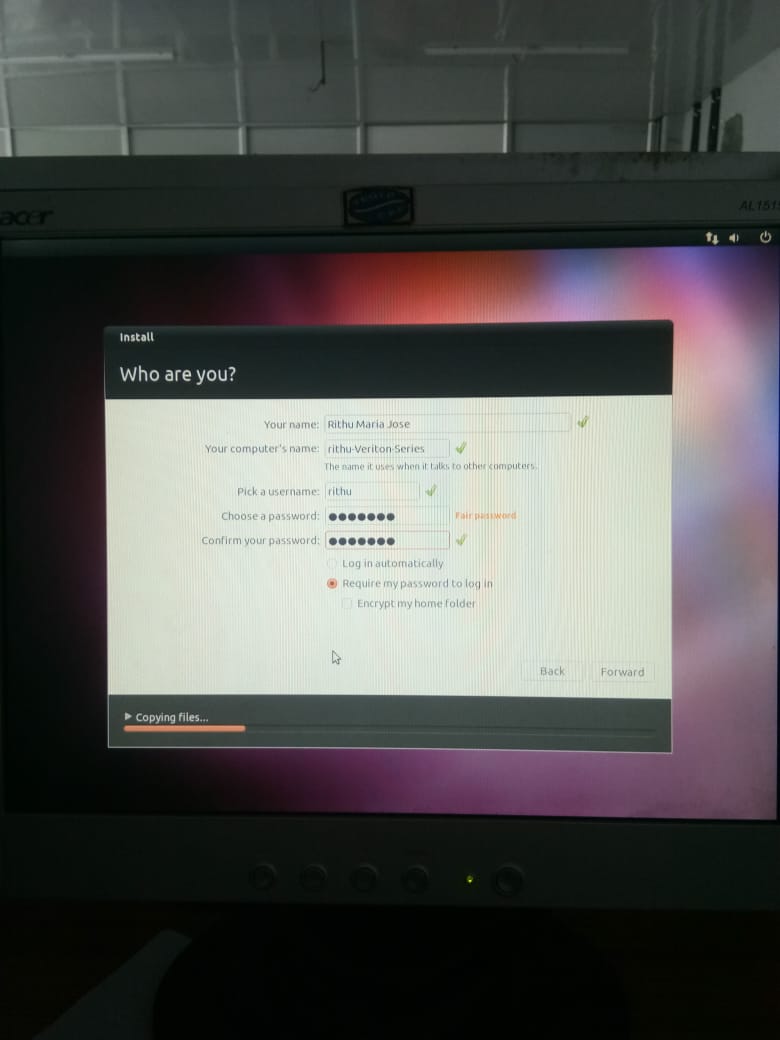 acer
Install
Who are you?
Your name: Rithu Maria Jose
Your computer's name: rithu-Veriton-Series
The name it uses when it talks to other computers.
Pick a username: rithu
Choose a password: ●●●●●●● Fair password
Confirm your password: ●●●●●●●
Log in automatically
Require my password to log in
Encrypt my home folder
Back Forward
Copying files...